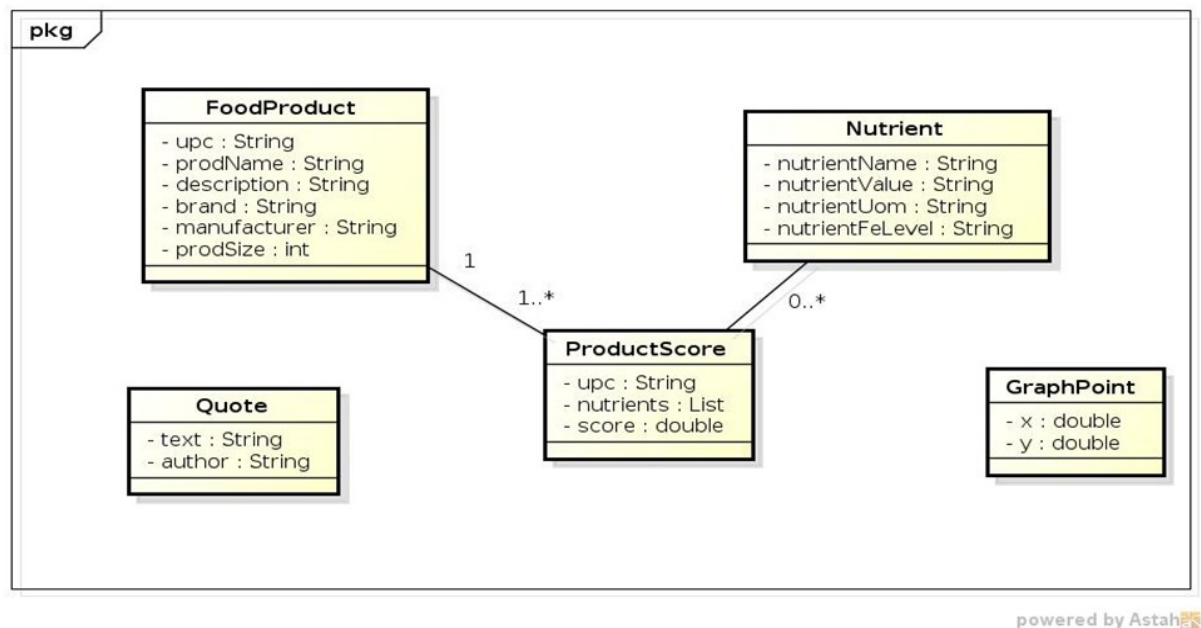 pkg
FoodProduct
- upc : String
- prodName : String
- description : String
- brand : String
- manufacturer : String
- prodSize : int
Nutrient
- nutrientName : String
- nutrientValue : String
- nutrientUom : String
- nutrientFeLevel : String
1
1..*
0..*
ProductScore
- upc : String
- nutrients : List
- score : double
Quote
- text : String
- author : String
GraphPoint
- x : double
- y : double
powered by Astah